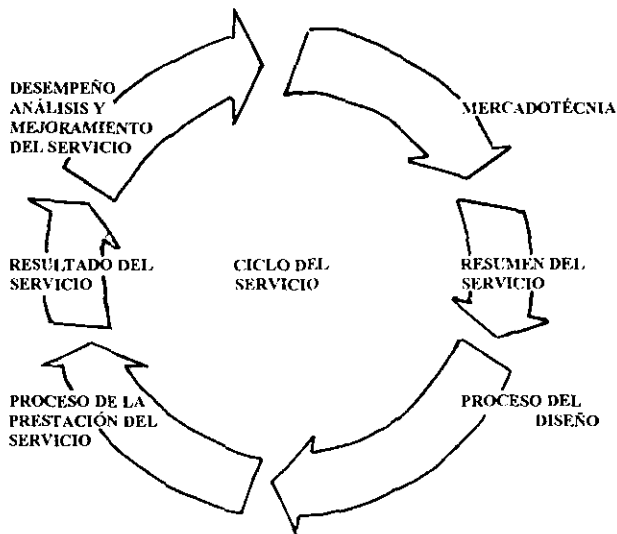 DESEMPEÑO
ANÁLISIS Y
MEJORAMIENTO
DEL SERVICIO
MERCADOTÉCNIA
RESULTADO DEL
SERVICIO
CICLO DEL
SERVICIO
RESUMEN DEL
SERVICIO
PROCESO DE LA
PRESTACIÓN DEL
SERVICIO
PROCESO DEL
DISEÑO